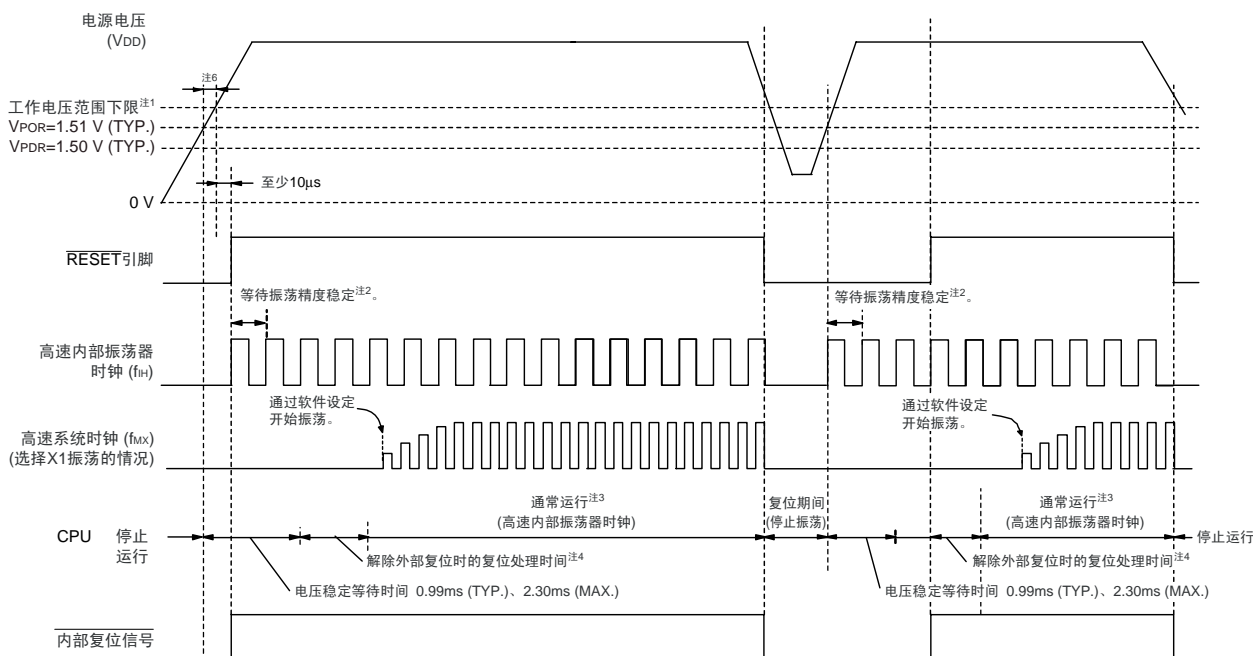 电源电压
(VDD)
注6
工作电压范围下限注1
VPOR=1.51 V (TYP.)
VPDR=1.50 V (TYP.)
至少10μs
0 V
RESET引脚
等待振荡精度稳定注2。
等待振荡精度稳定注2。
高速内部振荡器
时钟 (fIH)
通过软件设定
开始振荡。
通过软件设定
开始振荡。
高速系统时钟 (fMX)
(选择X1振荡的情况)
通常运行注3
(高速内部振荡器时钟)
复位期间
(停止振荡)
通常运行注3
(高速内部振荡器时钟)
CPU
停止
运行
停止运行
解除外部复位时的复位处理时间注4
解除外部复位时的复位处理时间注4
电压稳定等待时间 0.99ms (TYP.)、2.30ms (MAX.)
电压稳定等待时间 0.99ms (TYP.)、2.30ms (MAX.)
内部复位信号